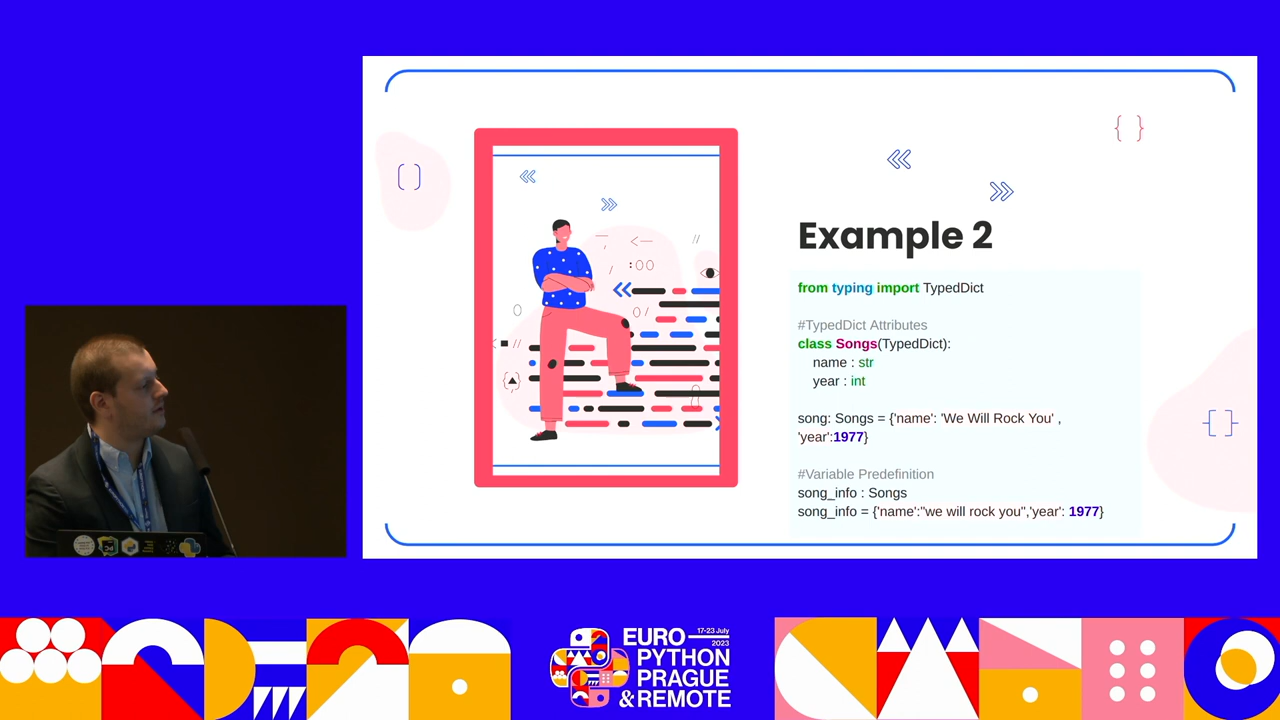 Example 2
from typing import TypedDict
#TypedDict Attributes
class Songs(TypedDict):
name : str
year : int
song: Songs = {'name': 'We Will Rock You' ,
'year':1977}
#Variable Predefinition
song_info : Songs
song_info = {'name':"we will rock you",'year': 1977}
EURO
17-23 July
2023
PYTHON
PRAGUE
& REMOTE